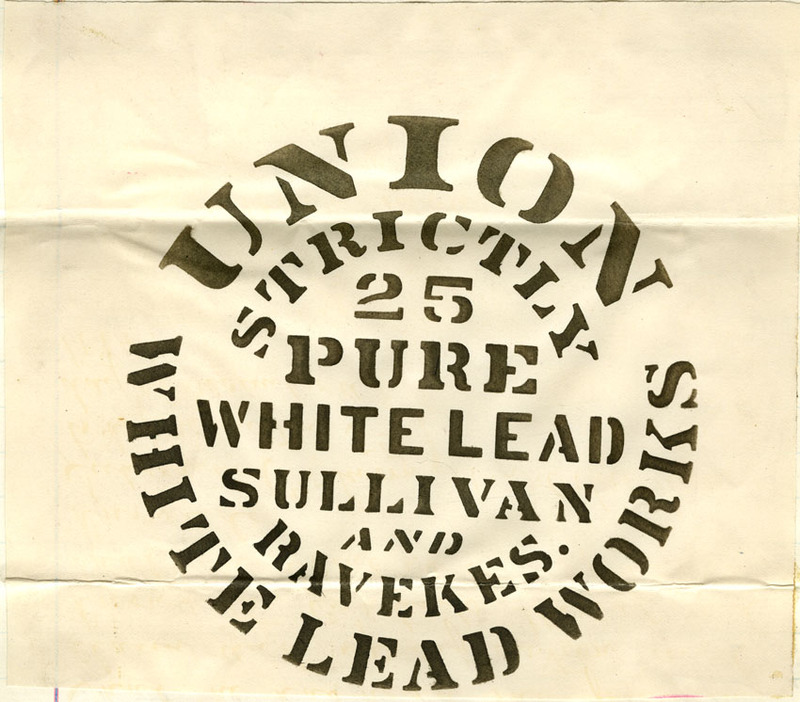 UNION
STRICTLY
25
PURE
WHITE LEAD
SULLIVAN
AND
RAVEKES.
WHITE LEAD WORKS